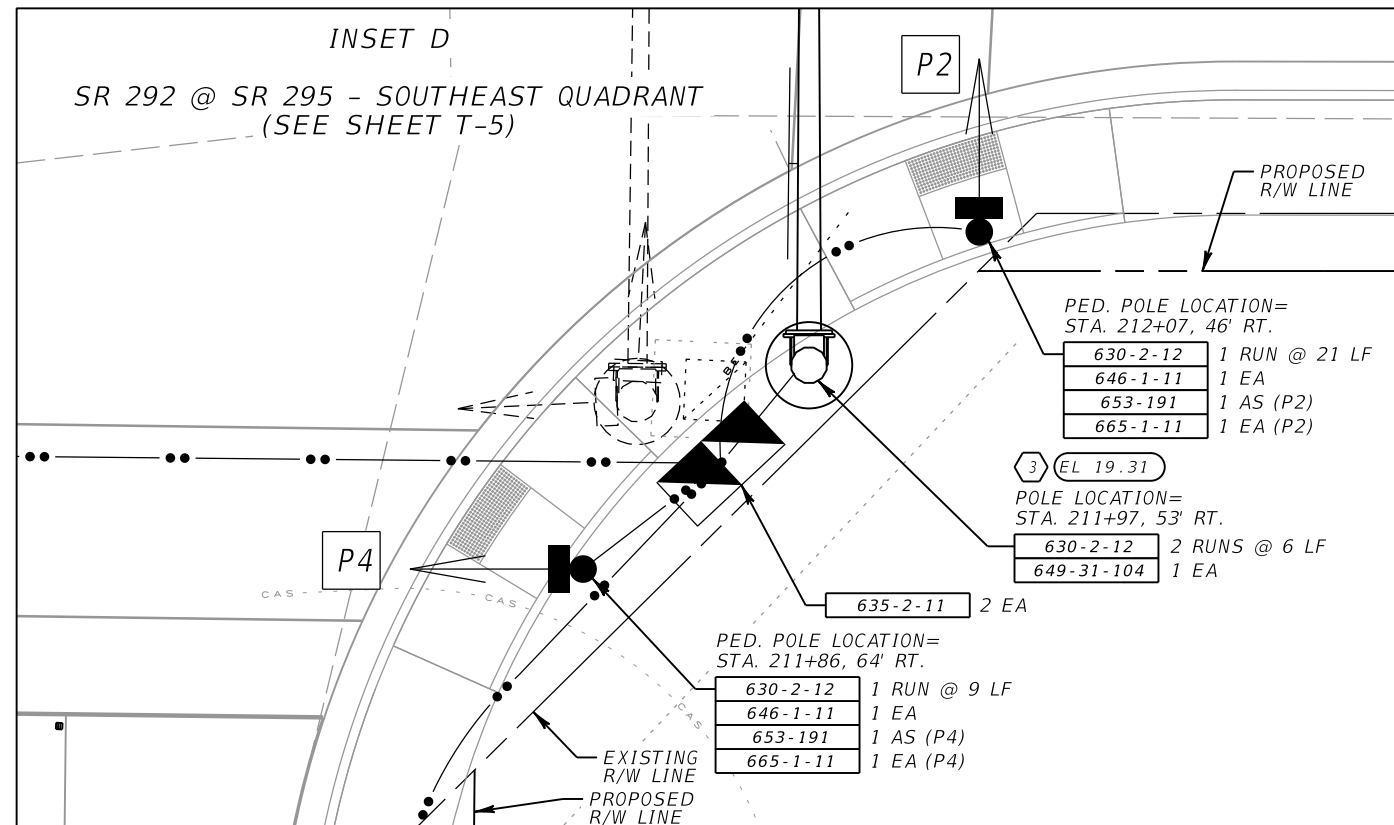 INSET D
SR 292 @ SR 295 - SOUTHEAST QUADRANT
(SEE SHEET T-5)
P2
PROPOSED
R/W LINE
PED. POLE LOCATION=
STA. 212+07, 46' RT.
630-2-12 1 RUN @ 21 LF
646-1-11 1 EA
653-191 1 AS (P2)
665-1-11 1 EA (P2)
3 EL 19.31
POLE LOCATION=
STA. 211+97, 53' RT.
630-2-12 2 RUNS @ 6 LF
649-31-104 1 EA
635-2-11 2 EA
P4
CAS
CAS
CAS
PED. POLE LOCATION=
STA. 211+86, 64' RT.
630-2-12 1 RUN @ 9 LF
646-1-11 1 EA
653-191 1 AS (P4)
665-1-11 1 EA (P4)
EXISTING
R/W LINE
PROPOSED
R/W LINE